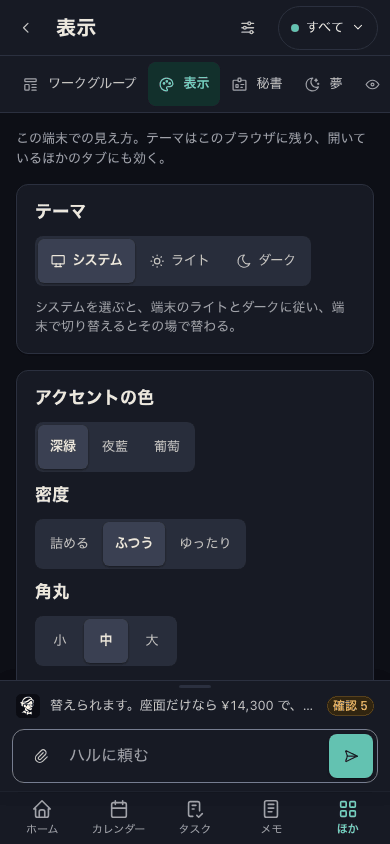 表示
すべて
ワークグループ
表示
秘書
夢
この端末での見え方。テーマはこのブラウザに残り、開いて
いるほかのタブにも効く。
テーマ
システム
ライト
ダーク
システムを選ぶと、端末のライトとダークに従い、端
末で切り替えるとその場で替わる。
アクセントの色
深緑
夜藍
葡萄
密度
詰める
ふつう
ゆったり
角丸
小
中
大
替えられます。座面だけなら ¥14,300 で、...
確認 5
ハルに頼む
ホーム
カレンダー
タスク
メモ
ほか